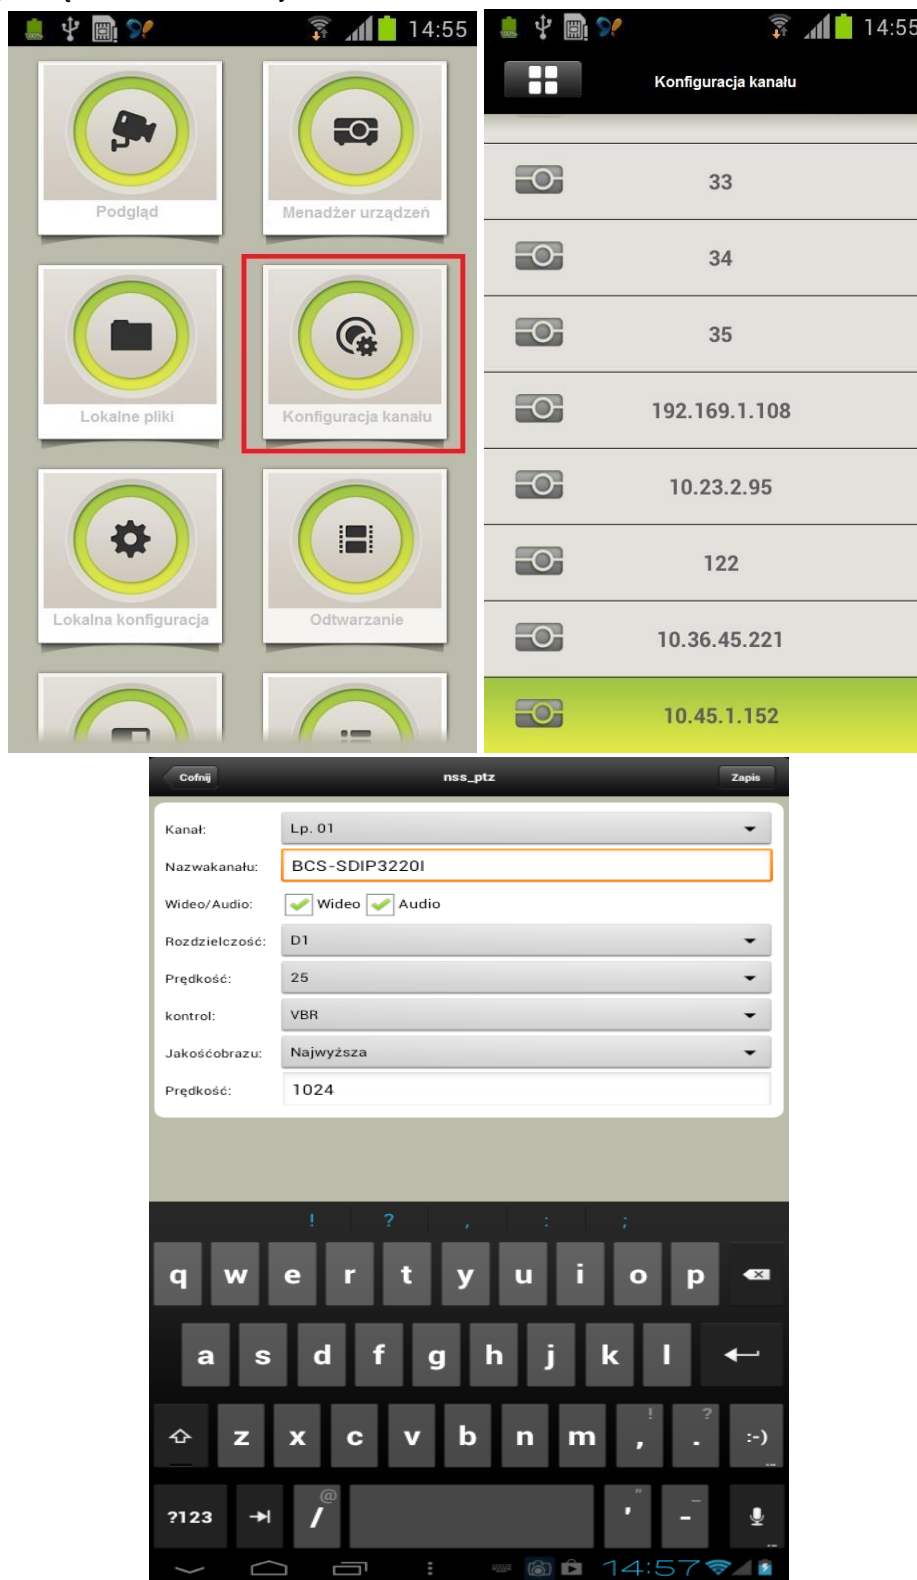 14:55
Podgląd
Menadżer urządzeń
Lokalne pliki
Konfiguracja kanału
Lokalna konfiguracja
Odtwarzanie
14:55
Konfiguracja kanału
33
34
35
192.169.1.108
10.23.2.95
122
10.36.45.221
10.45.1.152
Cofnij nss_ptz Zapis
Kanał: Lp. 01
Nazwakanału: BCS-SDIP3220I
Wideo/Audio: Wideo Audio
Rozdzielczość: D1
Prędkość: 25
kontrol: VBR
Jakośćobrazu: Najwyższa
Prędkość: 1024
! ? , : ;
q w e r t y u i o p
a s d f g h j k l
! ?
z x c v b n m , . :-)
@ " _
?123 / ' -
14:57